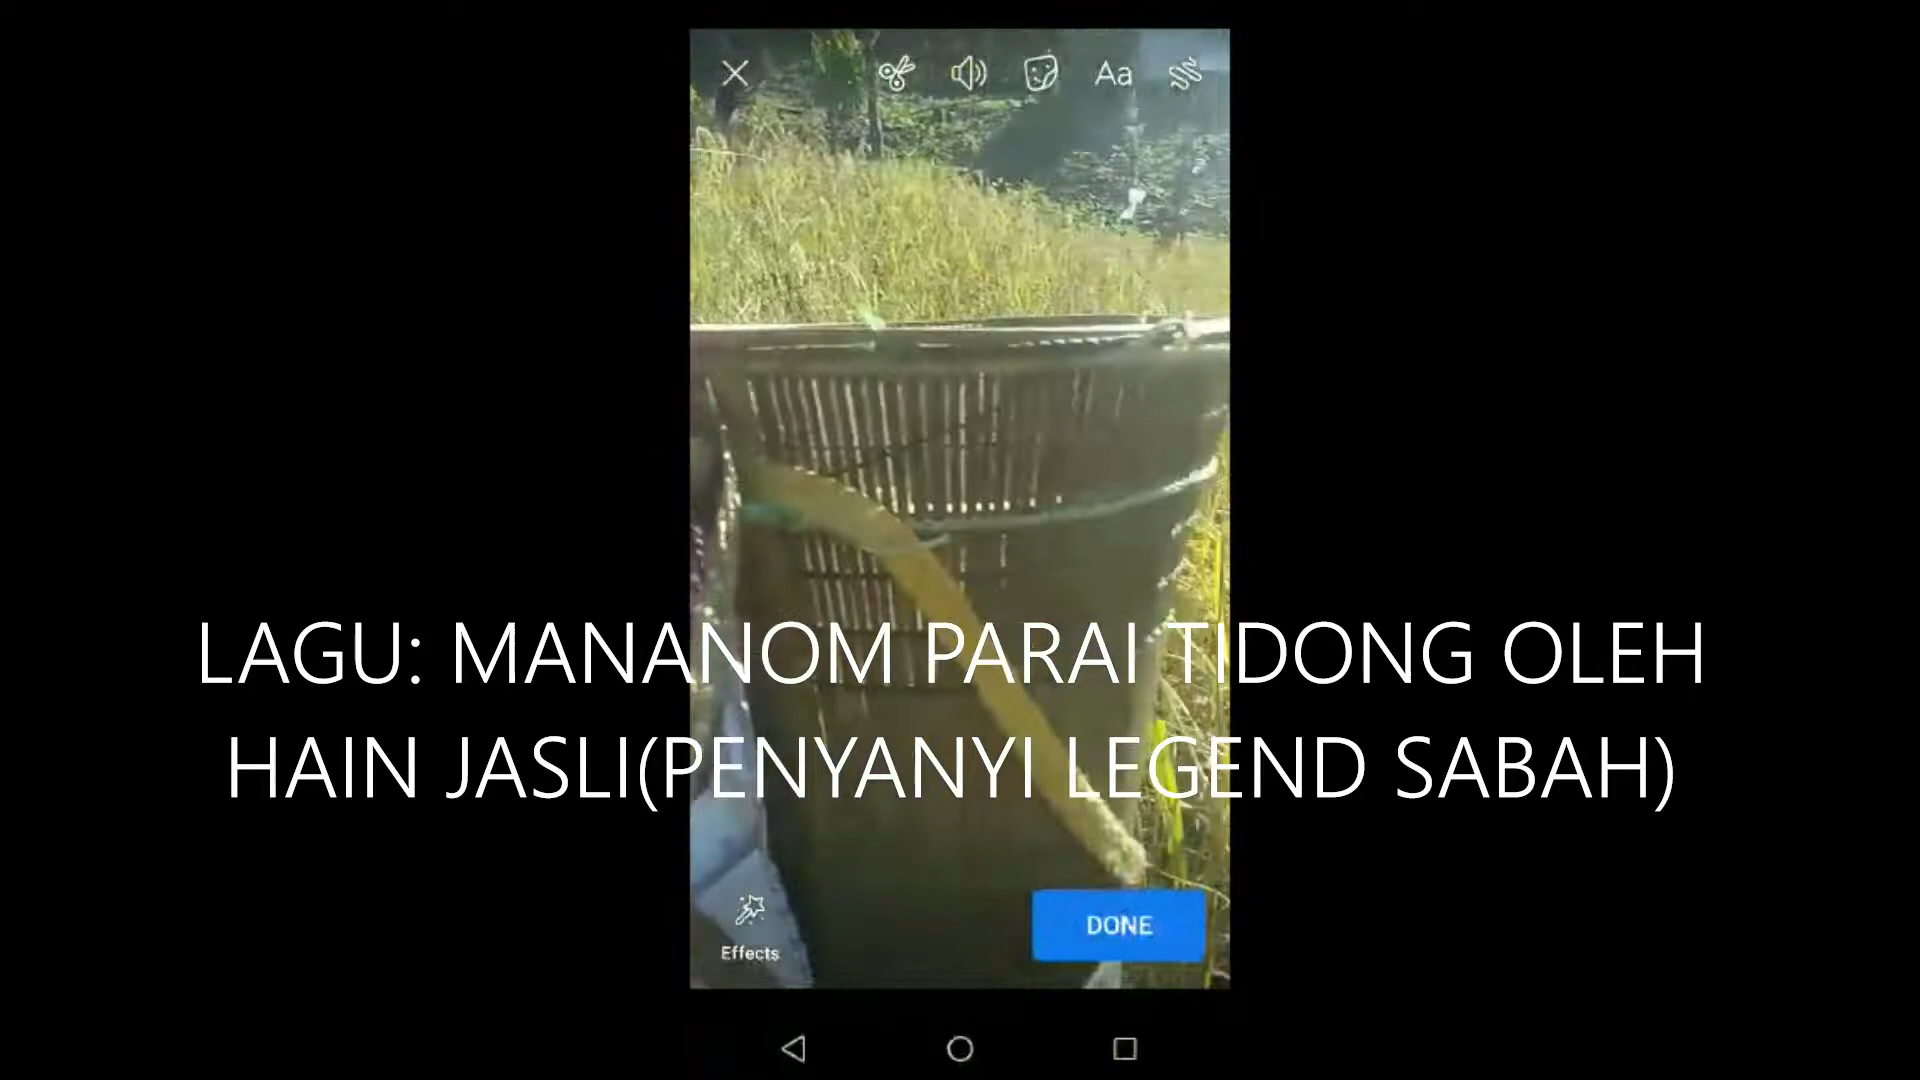 Aa
LAGU: MANANOM PARAI TIDONG OLEH
HAIN JASLI(PENYANYI LEGEND SABAH)
DONE
Effects